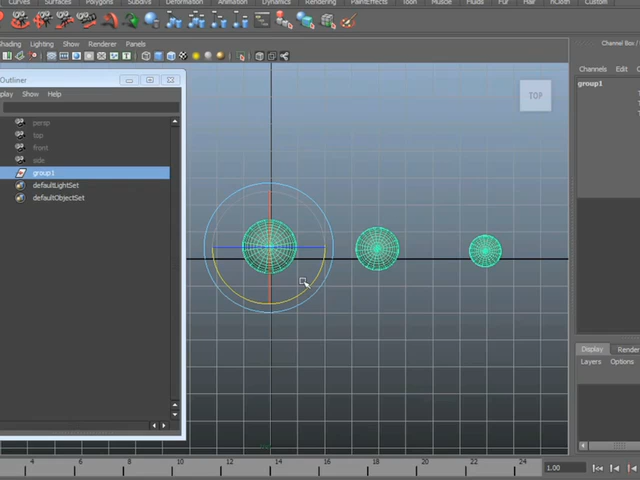 Curves Surfaces Polygons Subdivs Deformation Animation Dynamics Rendering PaintEffects Toon Muscle Fluids Fur Hair nCloth Custom
Shading Lighting Show Renderer Panels
Channel Box /
Outliner
Channels Edit
Display Show Help
group1
persp
top
front
side
group1
defaultLightSet
defaultObjectSet
TOP
Display Render
Layers Options
4 6 8 10 12 14 16 18 20 22 24
1.00